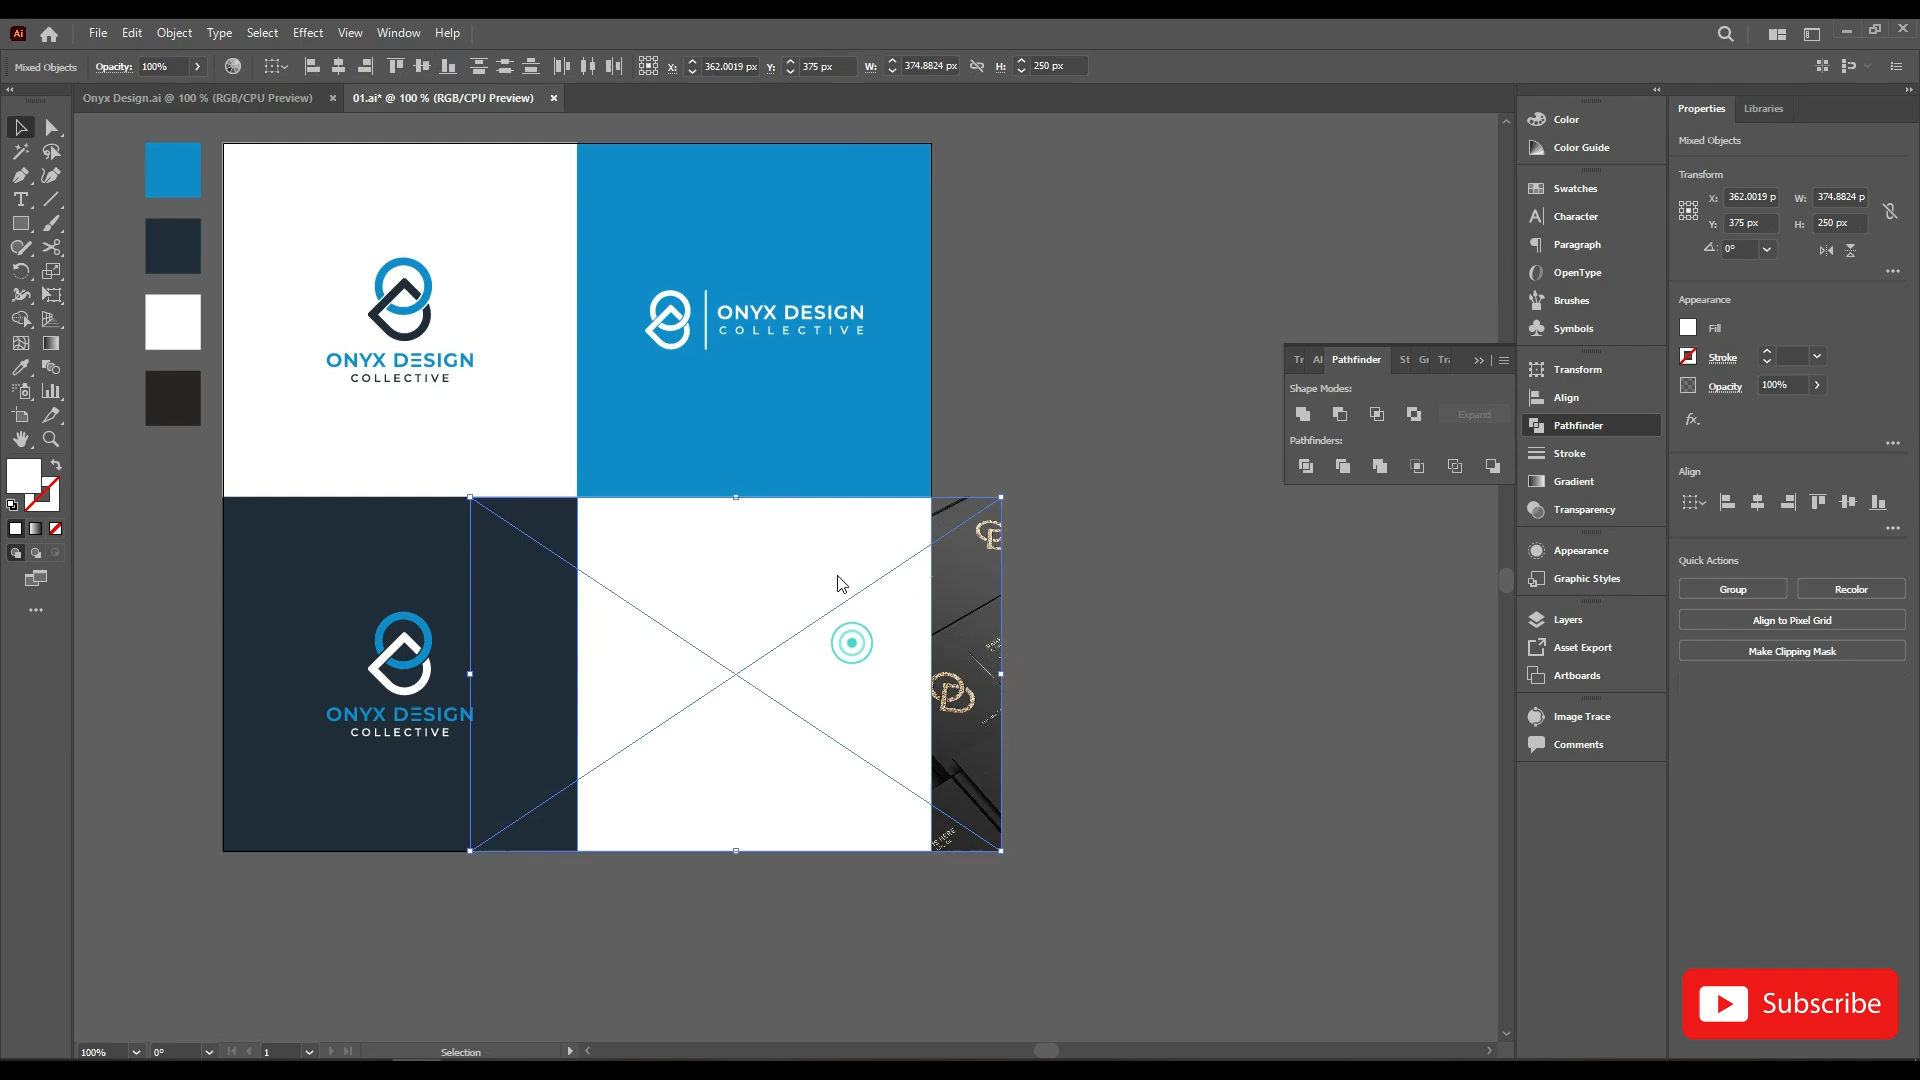 Ai File Edit Object Type Select Effect View Window Help
Mixed Objects Opacity: 100% X: 362.0019 px Y: 375 px W: 374.8824 px H: 250 px
Onyx Design.ai @ 100 % (RGB/CPU Preview) × 01.ai* @ 100 % (RGB/CPU Preview) ×
ONYX DESIGN
COLLECTIVE
ONYX DESIGN
COLLECTIVE
ONYX DESIGN
COLLECTIVE
Tr Al Pathfinder St Gr Tra
Shape Modes:
Expand
Pathfinders:
Color
Color Guide
Swatches
Character
Paragraph
OpenType
Brushes
Symbols
Transform
Align
Pathfinder
Stroke
Gradient
Transparency
Appearance
Graphic Styles
Layers
Asset Export
Artboards
Image Trace
Comments
Properties Libraries
Mixed Objects
Transform
X: 362.0019 p W: 374.8824 p
Y: 375 px H: 250 px
0°
Appearance
Fill
Stroke
Opacity 100%
fx.
Align
Quick Actions
Group Recolor
Align to Pixel Grid
Make Clipping Mask
Subscribe
100% 0° 1 Selection